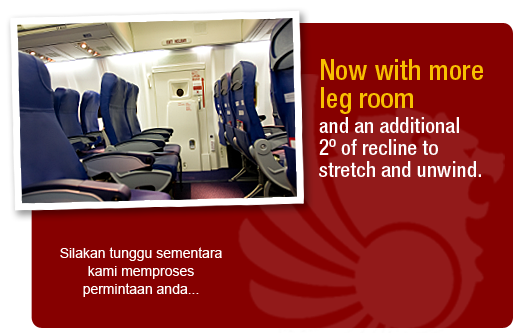 Now with more
leg room
and an additional
2º of recline to
stretch and unwind.
Silakan tunggu sementara
kami memproses
permintaan anda...